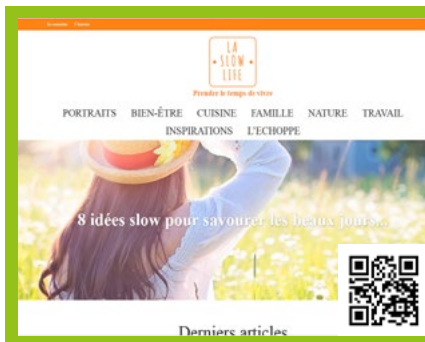 LA
SLOW
LIFE
Prendre le temps de vivre
PORTRAITS BIEN-ÊTRE CUISINE FAMILLE NATURE TRAVAIL
INSPIRATIONS L'ECHOPPE
8 idées slow pour savourer les beaux jours...
Derniers articles